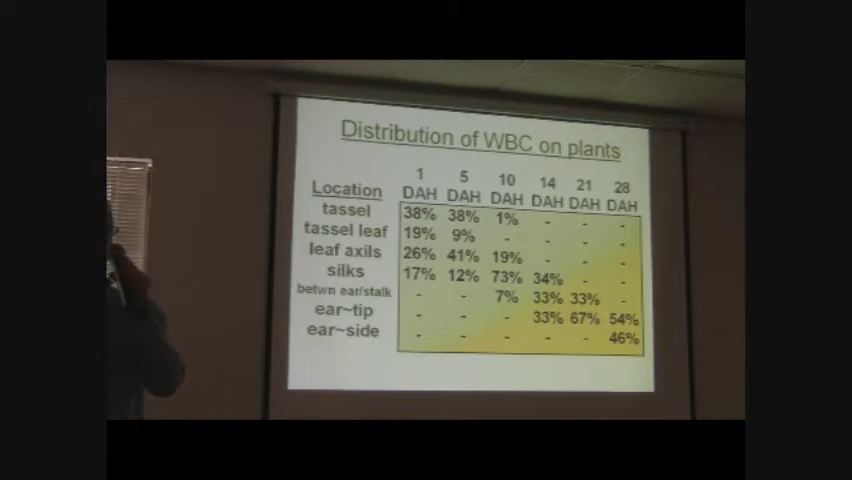 Distribution of WBC on plants
1 5 10 14 21 28
Location DAH DAH DAH DAH DAH DAH
tassel 38% 38% 1% - - -
tassel leaf 19% 9% - - - -
leaf axils 26% 41% 19% - - -
silks 17% 12% 73% 34% - -
betwn ear/stalk - - 7% 33% 33% -
ear~tip - - - 33% 67% 54%
ear~side - - - - - 46%